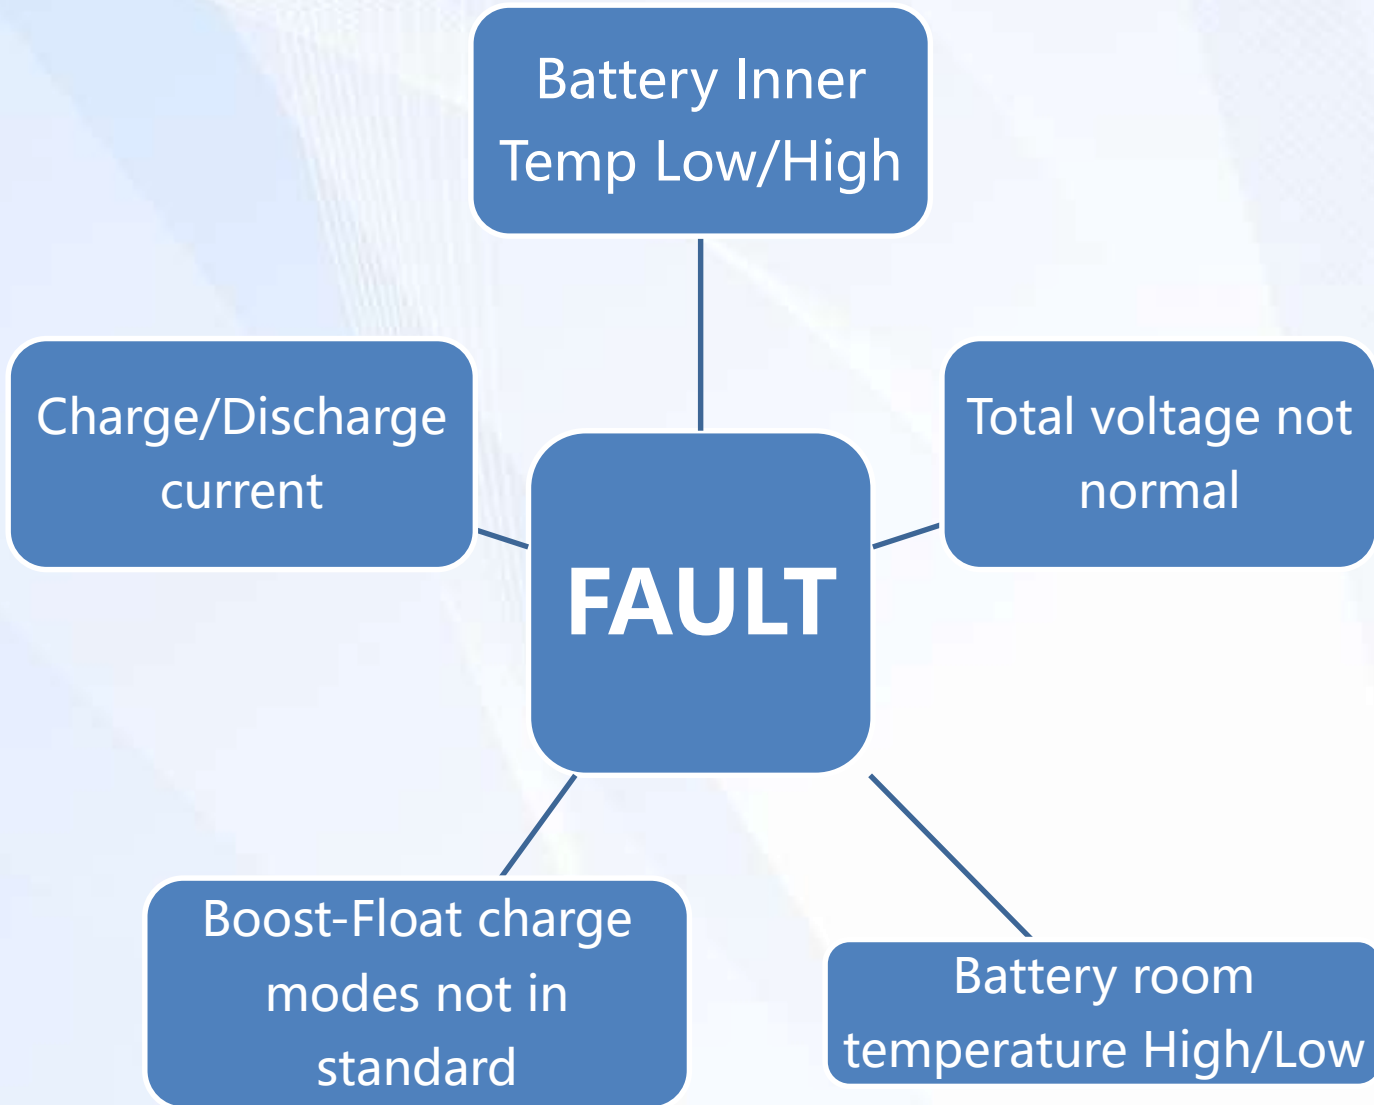 Battery Inner
Temp Low/High
Charge/Discharge
current
Total voltage not
normal
FAULT
Boost-Float charge
modes not in
standard
Battery room
temperature High/Low